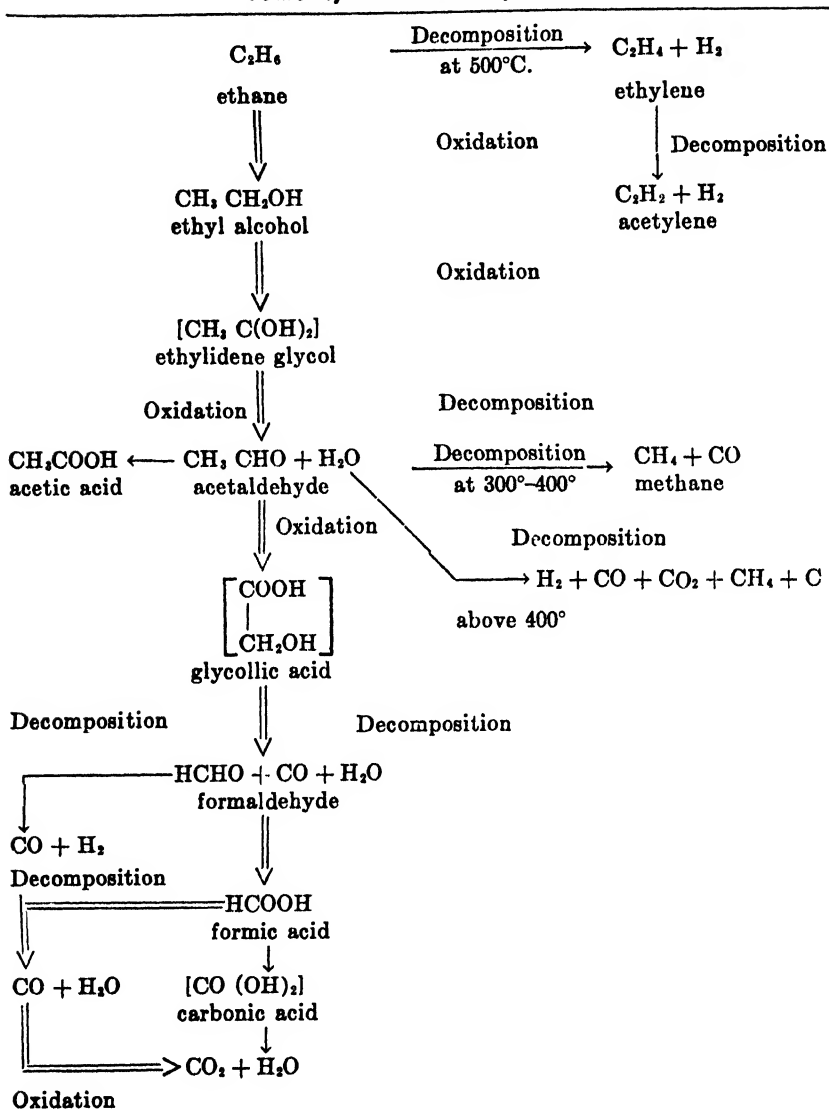 C₂H₆ Decomposition at 500°C. C₂H₄ + H₂
ethane ethylene
Oxidation Decomposition
CH₃ CH₂OH C₂H₂ + H₂
ethyl alcohol acetylene
Oxidation
[CH₃ C(OH)₂]
ethylidene glycol
Oxidation Decomposition
CH₃COOH CH₃ CHO + H₂O Decomposition at 300°–400° CH₄ + CO
acetic acid acetaldehyde methane
Oxidation
Decomposition
H₂ + CO + CO₂ + CH₄ + C
above 400°
COOH
CH₂OH
glycollic acid
Decomposition Decomposition
HCHO + CO + H₂O
formaldehyde
CO + H₂
Decomposition
HCOOH
formic acid
CO + H₂O [CO (OH)₂]
carbonic acid
CO₂ + H₂O
Oxidation